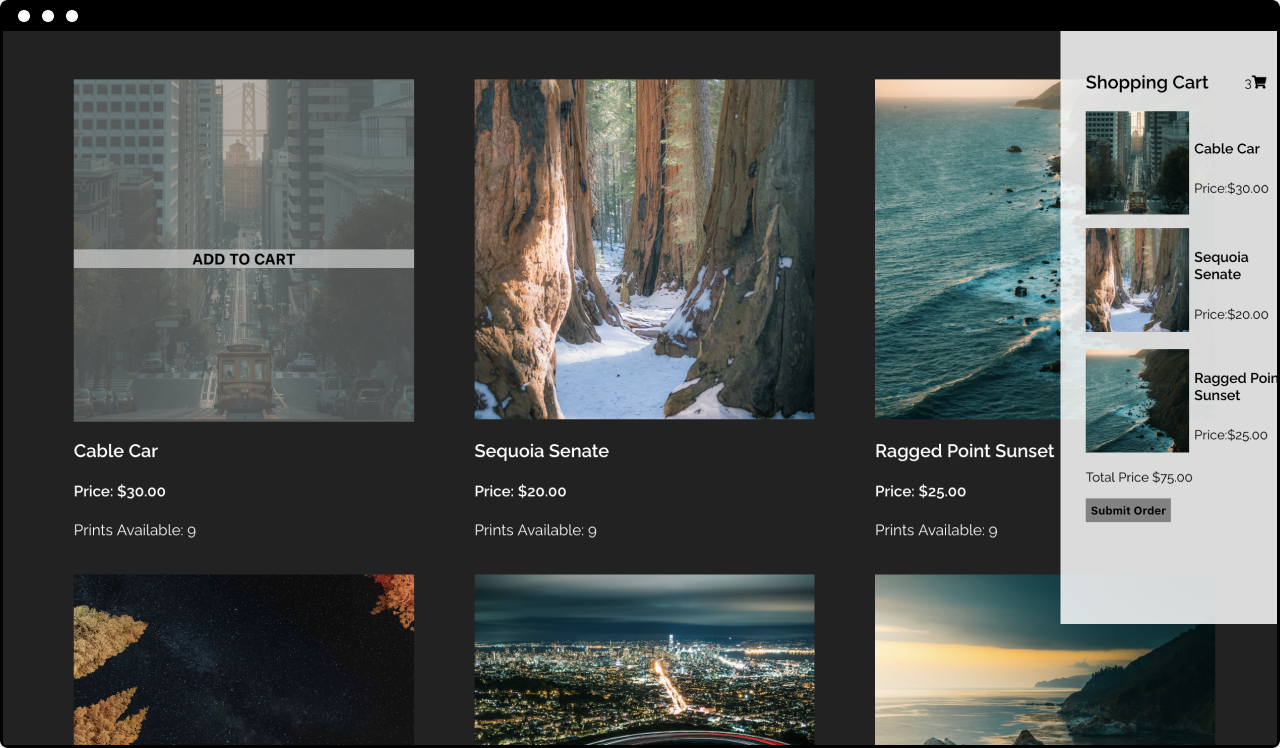 ADD TO CART
Cable Car
Price: $30.00
Prints Available: 9
Sequoia Senate
Price: $20.00
Prints Available: 9
Ragged Point Sunset
Price: $25.00
Prints Available: 9
Shopping Cart
3
Cable Car
Price:$30.00
Sequoia
Senate
Price:$20.00
Ragged Poin
Sunset
Price:$25.00
Total Price $75.00
Submit Order